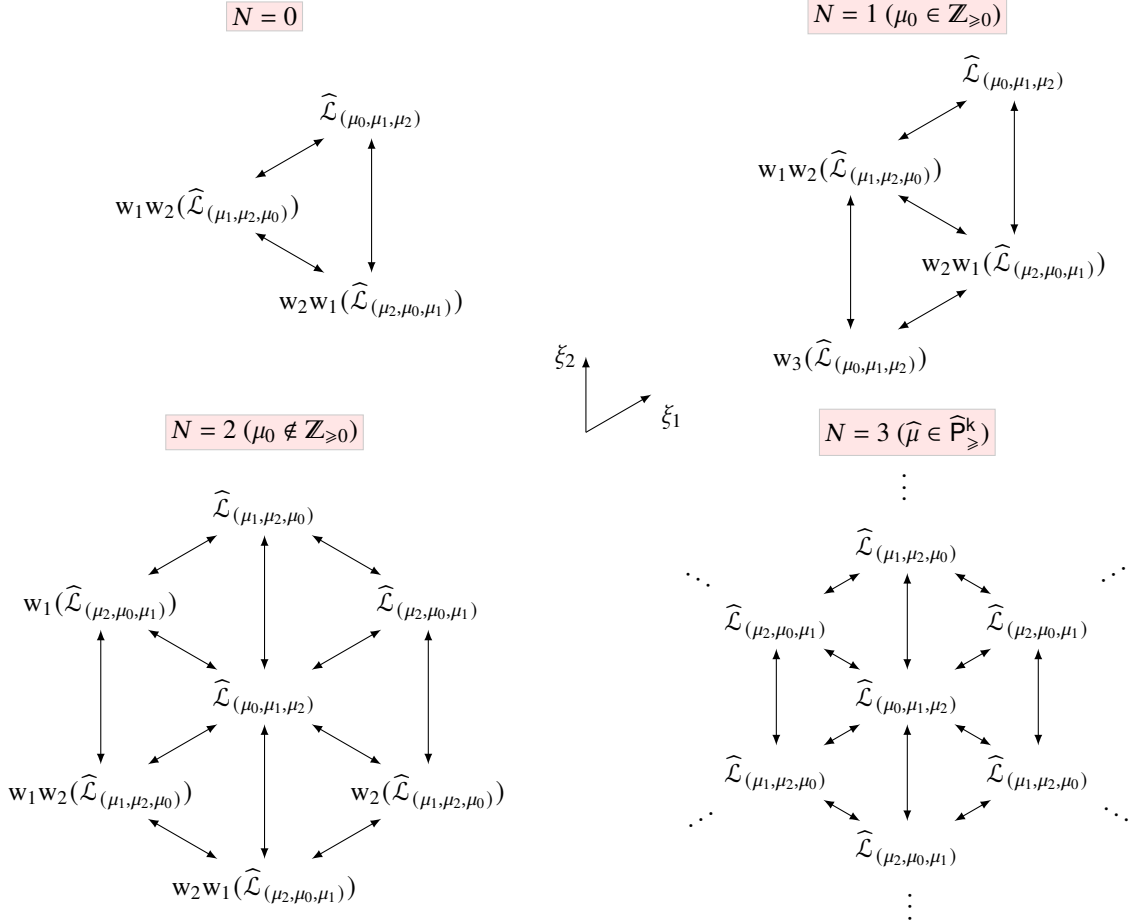 N = 0
N = 1 (μ₀ ∈ ℤ⩾₀)
ℒ̂(μ₀,μ₁,μ₂)
ℒ̂(μ₀,μ₁,μ₂)
w₁w₂(ℒ̂(μ₁,μ₂,μ₀))
w₁w₂(ℒ̂(μ₁,μ₂,μ₀))
w₂w₁(ℒ̂(μ₂,μ₀,μ₁))
w₂w₁(ℒ̂(μ₂,μ₀,μ₁))
w₃(ℒ̂(μ₀,μ₁,μ₂))
ξ₂
ξ₁
N = 2 (μ₀ ∉ ℤ⩾₀)
N = 3 (μ̂ ∈ P̂ᵏ⩾)
ℒ̂(μ₁,μ₂,μ₀)
w₁(ℒ̂(μ₂,μ₀,μ₁))
ℒ̂(μ₂,μ₀,μ₁)
ℒ̂(μ₀,μ₁,μ₂)
w₁w₂(ℒ̂(μ₁,μ₂,μ₀))
w₂(ℒ̂(μ₁,μ₂,μ₀))
w₂w₁(ℒ̂(μ₂,μ₀,μ₁))
⋮
ℒ̂(μ₁,μ₂,μ₀)
⋱
⋰
ℒ̂(μ₂,μ₀,μ₁)
ℒ̂(μ₂,μ₀,μ₁)
ℒ̂(μ₀,μ₁,μ₂)
ℒ̂(μ₁,μ₂,μ₀)
ℒ̂(μ₁,μ₂,μ₀)
⋰
⋱
ℒ̂(μ₂,μ₀,μ₁)
⋮